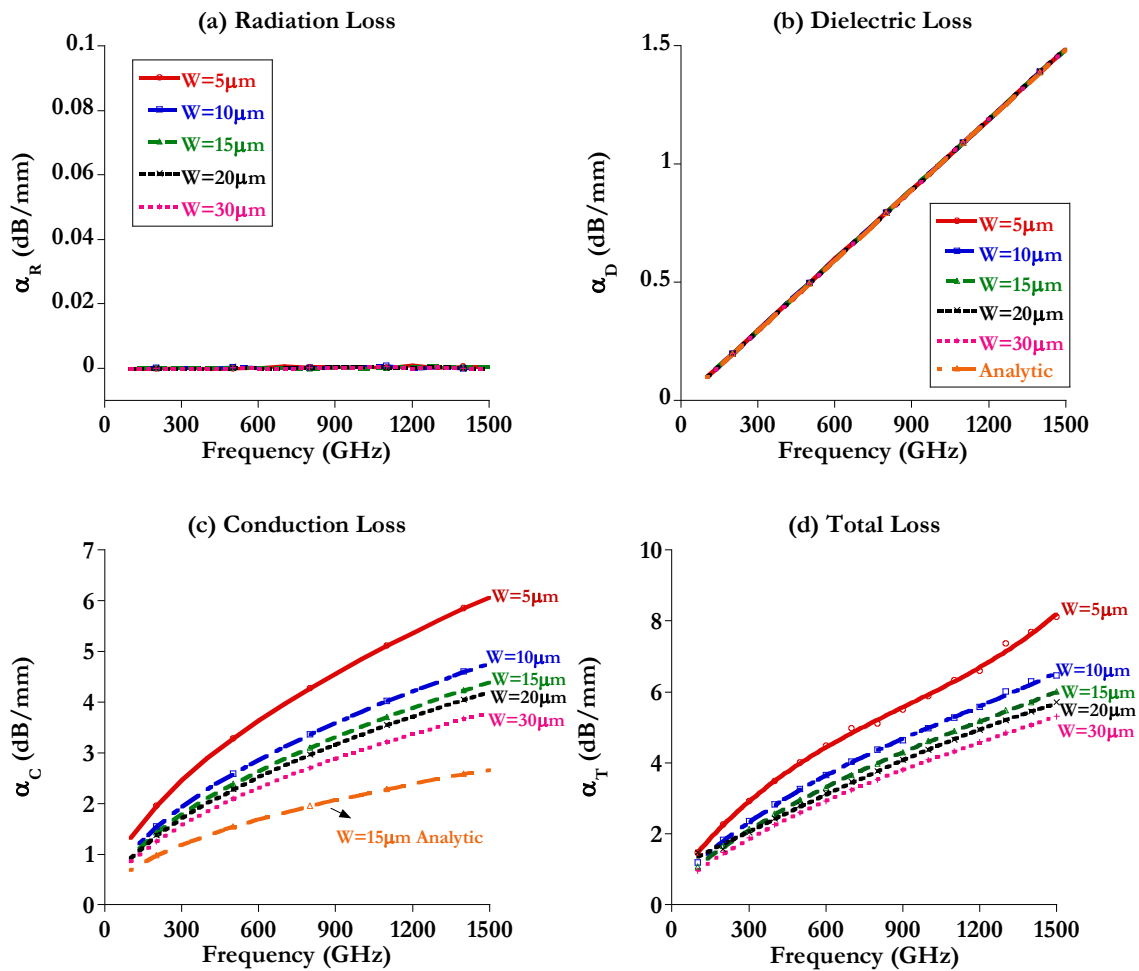 (a) Radiation Loss
0.1
0.08
0.06
0.04
0.02
0
α_R (dB/mm)
W=5µm
W=10µm
W=15µm
W=20µm
W=30µm
0 300 600 900 1200 1500
Frequency (GHz)
(b) Dielectric Loss
1.5
1
0.5
0
α_D (dB/mm)
W=5µm
W=10µm
W=15µm
W=20µm
W=30µm
Analytic
0 300 600 900 1200 1500
Frequency (GHz)
(c) Conduction Loss
7
6
5
4
3
2
1
0
α_C (dB/mm)
W=5µm
W=10µm
W=15µm
W=20µm
W=30µm
W=15µm Analytic
0 300 600 900 1200 1500
Frequency (GHz)
(d) Total Loss
10
8
6
4
2
0
α_T (dB/mm)
W=5µm
W=10µm
W=15µm
W=20µm
W=30µm
0 300 600 900 1200 1500
Frequency (GHz)